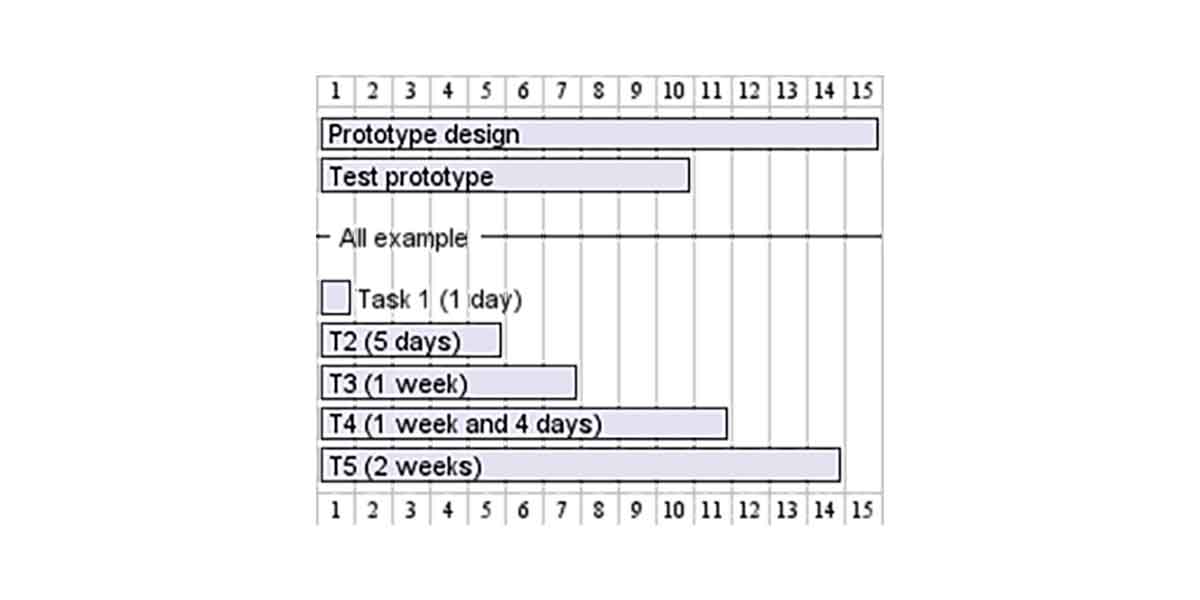 1 2 3 4 5 6 7 8 9 10 11 12 13 14 15
Prototype design
Test prototype
All example
Task 1 (1 day)
T2 (5 days)
T3 (1 week)
T4 (1 week and 4 days)
T5 (2 weeks)
1 2 3 4 5 6 7 8 9 10 11 12 13 14 15